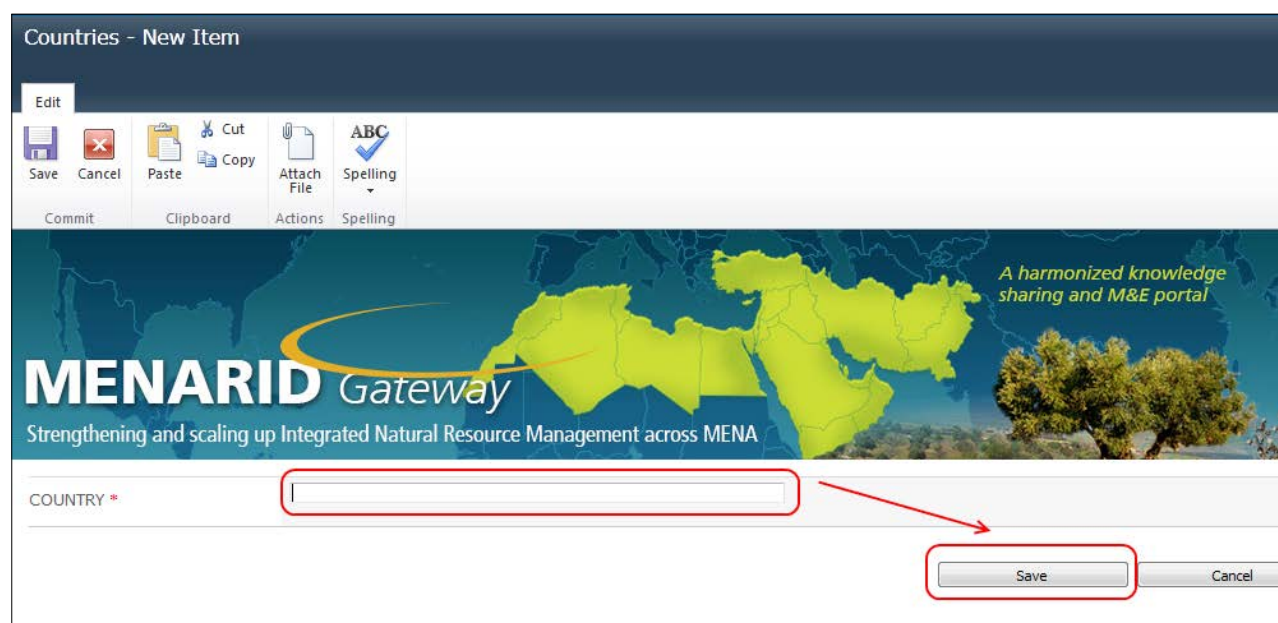 Countries - New Item
Edit
Save
Cancel
Paste
Cut
Copy
Attach File
ABC
Spelling
Commit
Clipboard
Actions
Spelling
A harmonized knowledge
sharing and M&E portal
MENARID Gateway
Strengthening and scaling up Integrated Natural Resource Management across MENA
COUNTRY *
Save
Cancel